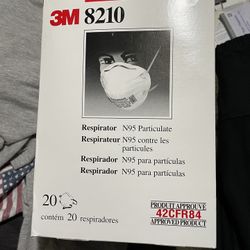 3M 8210
Respirator N95 Particulate
Respirateur N95 contre les
particules
Respirador N95 para partículas
Respirador N95 para partículas
20
contém 20 respiradores
PRODUIT APPROUVÉ
42CFR84
APPROVED PRODUCT